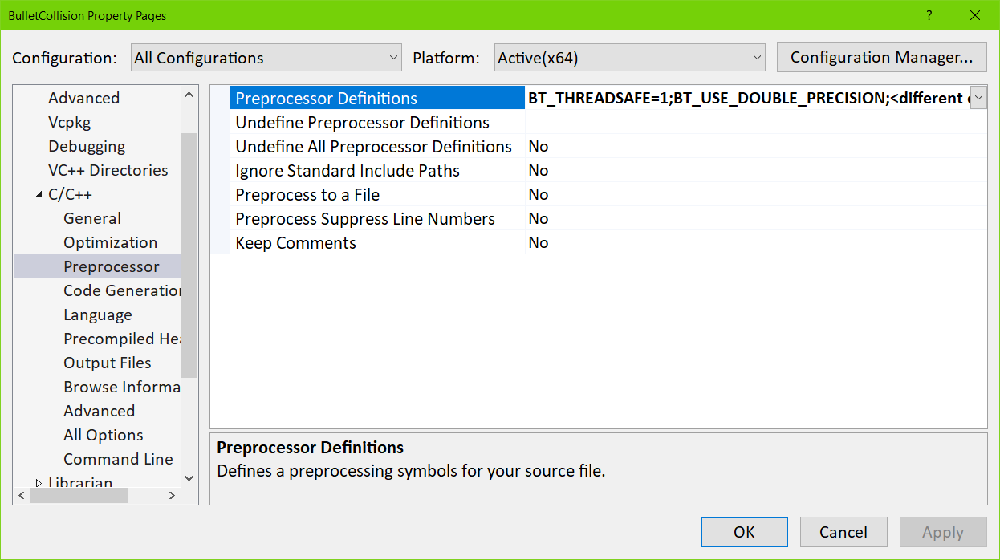 BulletCollision Property Pages
?
Configuration: All Configurations Platform: Active(x64) Configuration Manager...
Advanced
Vcpkg
Debugging
VC++ Directories
C/C++
General
Optimization
Preprocessor
Code Generation
Language
Precompiled Hea
Output Files
Browse Informa
Advanced
All Options
Command Line
Librarian
Preprocessor Definitions BT_THREADSAFE=1;BT_USE_DOUBLE_PRECISION;<different
Undefine Preprocessor Definitions
Undefine All Preprocessor Definitions No
Ignore Standard Include Paths No
Preprocess to a File No
Preprocess Suppress Line Numbers No
Keep Comments No
Preprocessor Definitions
Defines a preprocessing symbols for your source file.
OK Cancel Apply